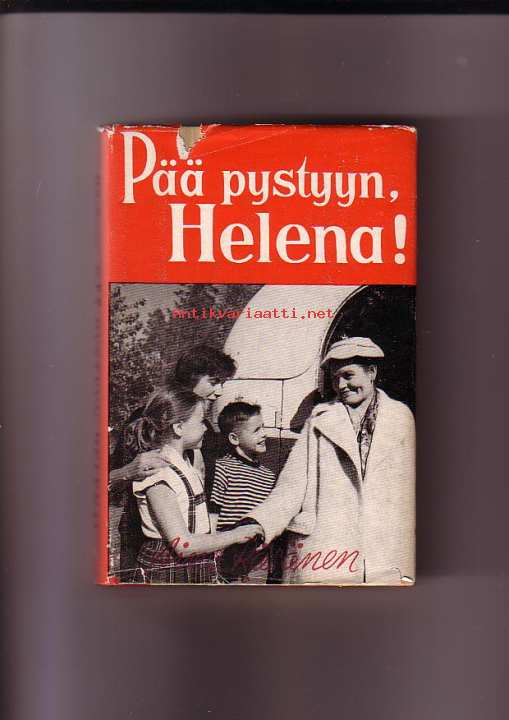 Pää pystyyn,
Helena!
antikvariaatti.net